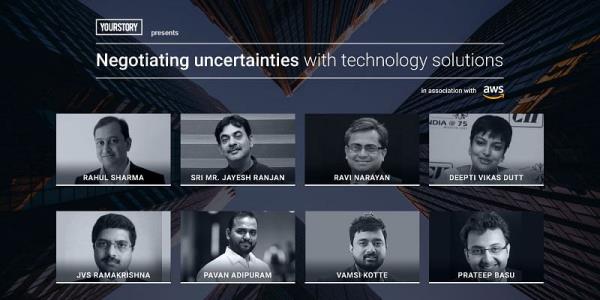 YOURSTORY presents
Negotiating uncertainties with technology solutions
in association with aws
RAHUL SHARMA
SRI MR. JAYESH RANJAN
RAVI NARAYAN
DEEPTI VIKAS DUTT
JVS RAMAKRISHNA
PAVAN ADIPURAM
VAMSI KOTTE
PRATEEP BASU